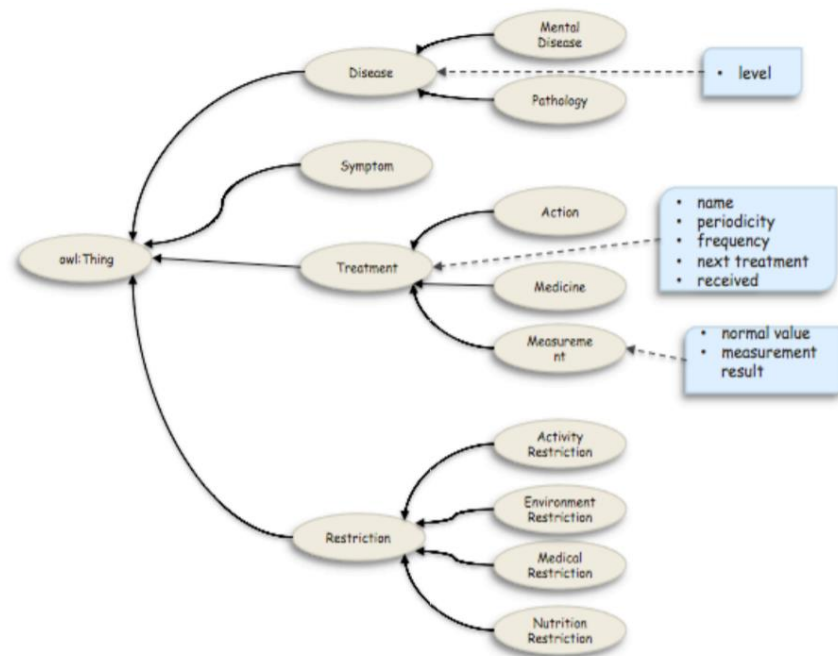 Mental
Disease
Disease
• level
Pathology
Symptom
Action
• name
• periodicity
• frequency
• next treatment
• received
owl:Thing
Treatment
Medicine
Measureme
nt
• normal value
• measurement
result
Activity
Restriction
Environment
Restriction
Restriction
Medical
Restriction
Nutrition
Restriction